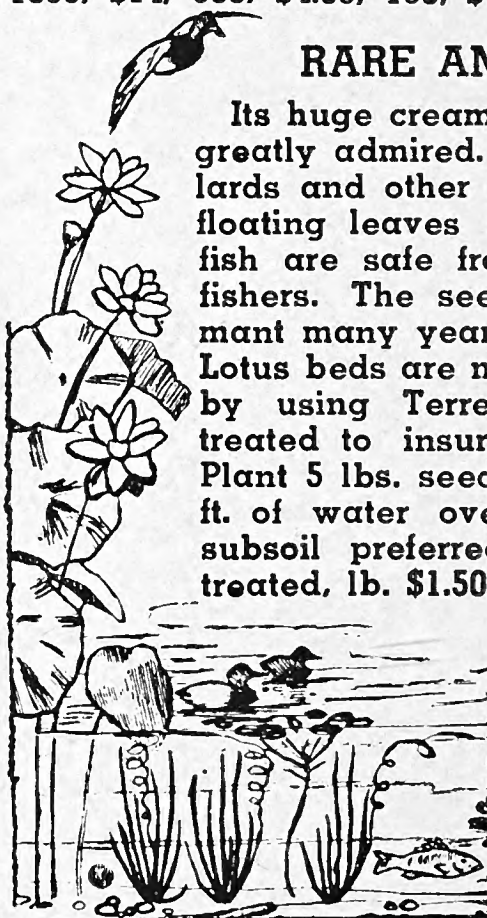 RARE AN
Its huge cream
greatly admired.
lards and other
floating leaves
fish are safe fr
fishers. The see
mant many year
Lotus beds are
by using Terre
treated to insur
Plant 5 lbs. seed
ft. of water ove
subsoil preferre
treated, lb. $1.50